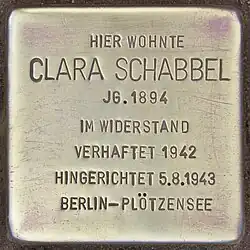 HIER WOHNTE
CLARA SCHABBEL
JG. 1894
IM WIDERSTAND
VERHAFTET 1942
HINGERICHTET 5.8.1943
BERLIN-PLÖTZENSEE